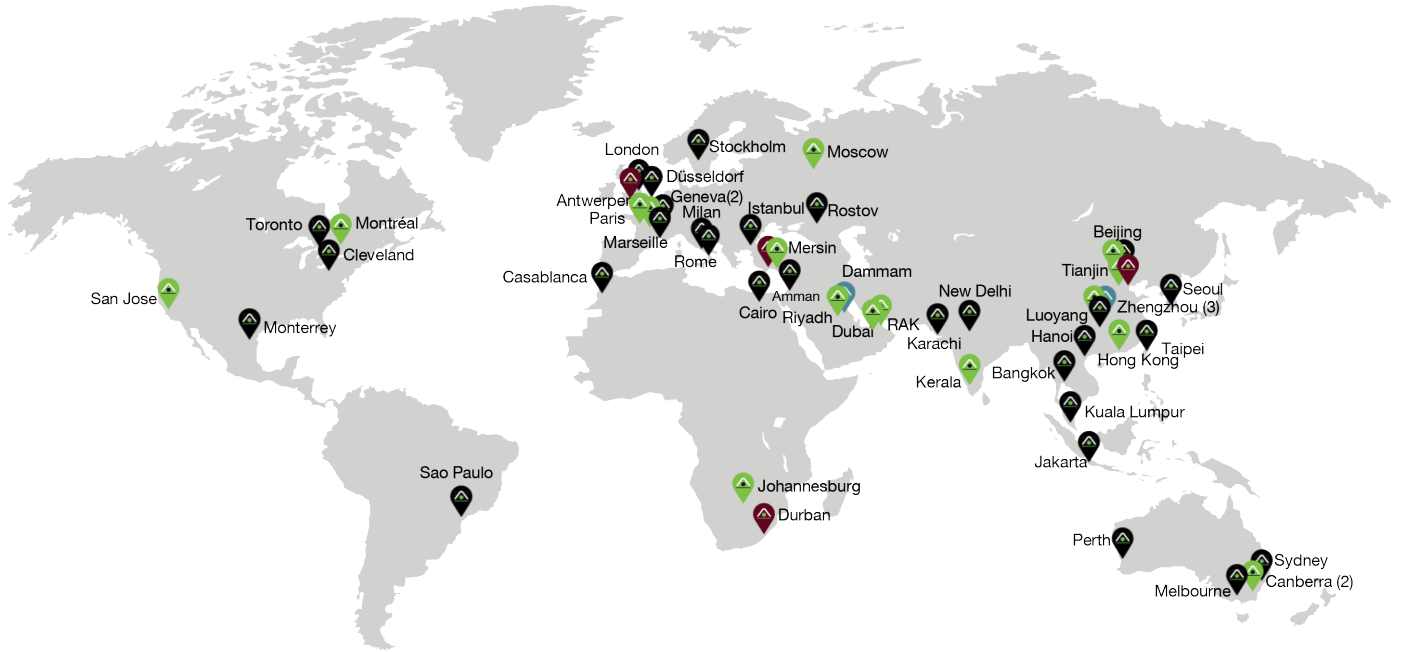 London
Stockholm
Moscow
Düsseldorf
Antwerpen
Geneva(2)
Paris
Milan
Istanbul
Rostov
Toronto
Montréal
Marseille
Mersin
Beijing
Cleveland
Rome
Tianjin
Casablanca
Dammam
San Jose
Amman
New Delhi
Seoul
Monterrey
Cairo
Riyadh
Dubai
RAK
Luoyang
Zhengzhou (3)
Karachi
Hanoi
Taipei
Hong Kong
Kerala
Bangkok
Kuala Lumpur
Jakarta
Sao Paulo
Johannesburg
Durban
Perth
Sydney
Canberra (2)
Melbourne